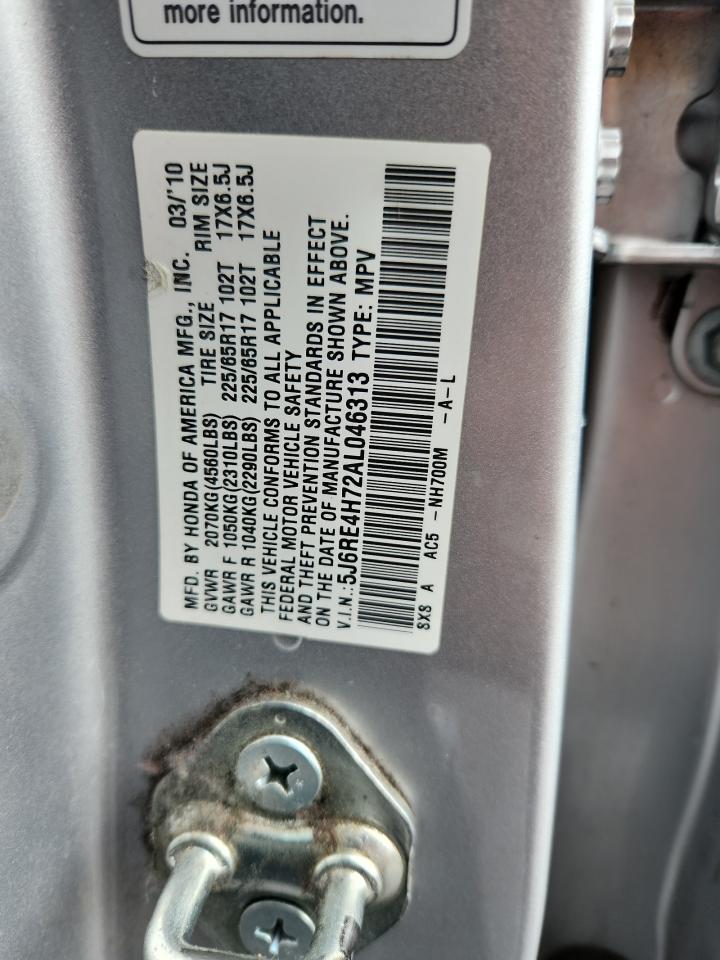 more information.
MFD. BY HONDA OF AMERICA MFG., INC. 03/'10
GVWR 2070KG(4560LBS) TIRE SIZE RIM SIZE
GAWR F 1050KG(2310LBS) 225/65R17 102T 17X6.5J
GAWR R 1040KG(2290LBS) 225/65R17 102T 17X6.5J
THIS VEHICLE CONFORMS TO ALL APPLICABLE
FEDERAL MOTOR VEHICLE SAFETY
AND THEFT PREVENTION STANDARDS IN EFFECT
ON THE DATE OF MANUFACTURE SHOWN ABOVE.
V.I.N.:5J6RE4H72AL046313 TYPE: MPV
SXS A AC5 -NH700M -A-L